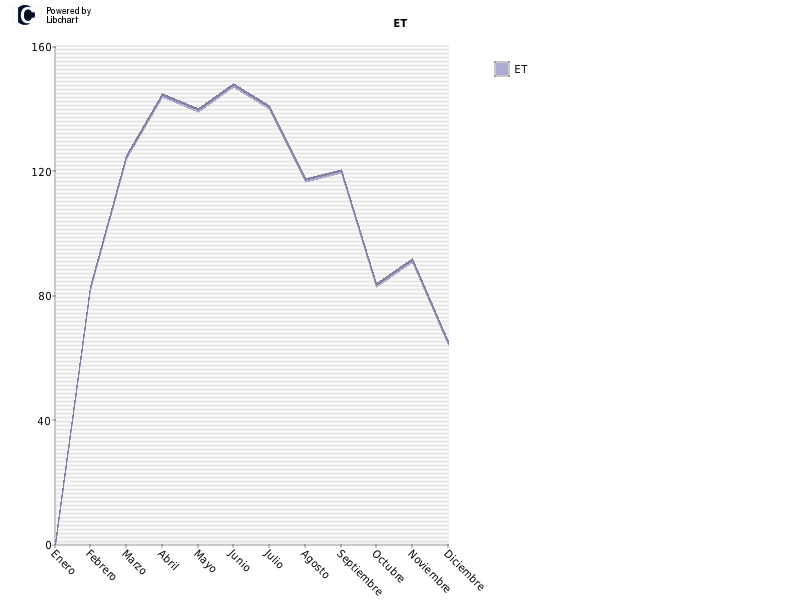 Powered by
Libchart
ET
160
120
80
40
0
ET
Enero
Febrero
Marzo
Abril
Mayo
Junio
Julio
Agosto
Septiembre
Octubre
Noviembre
Diciembre